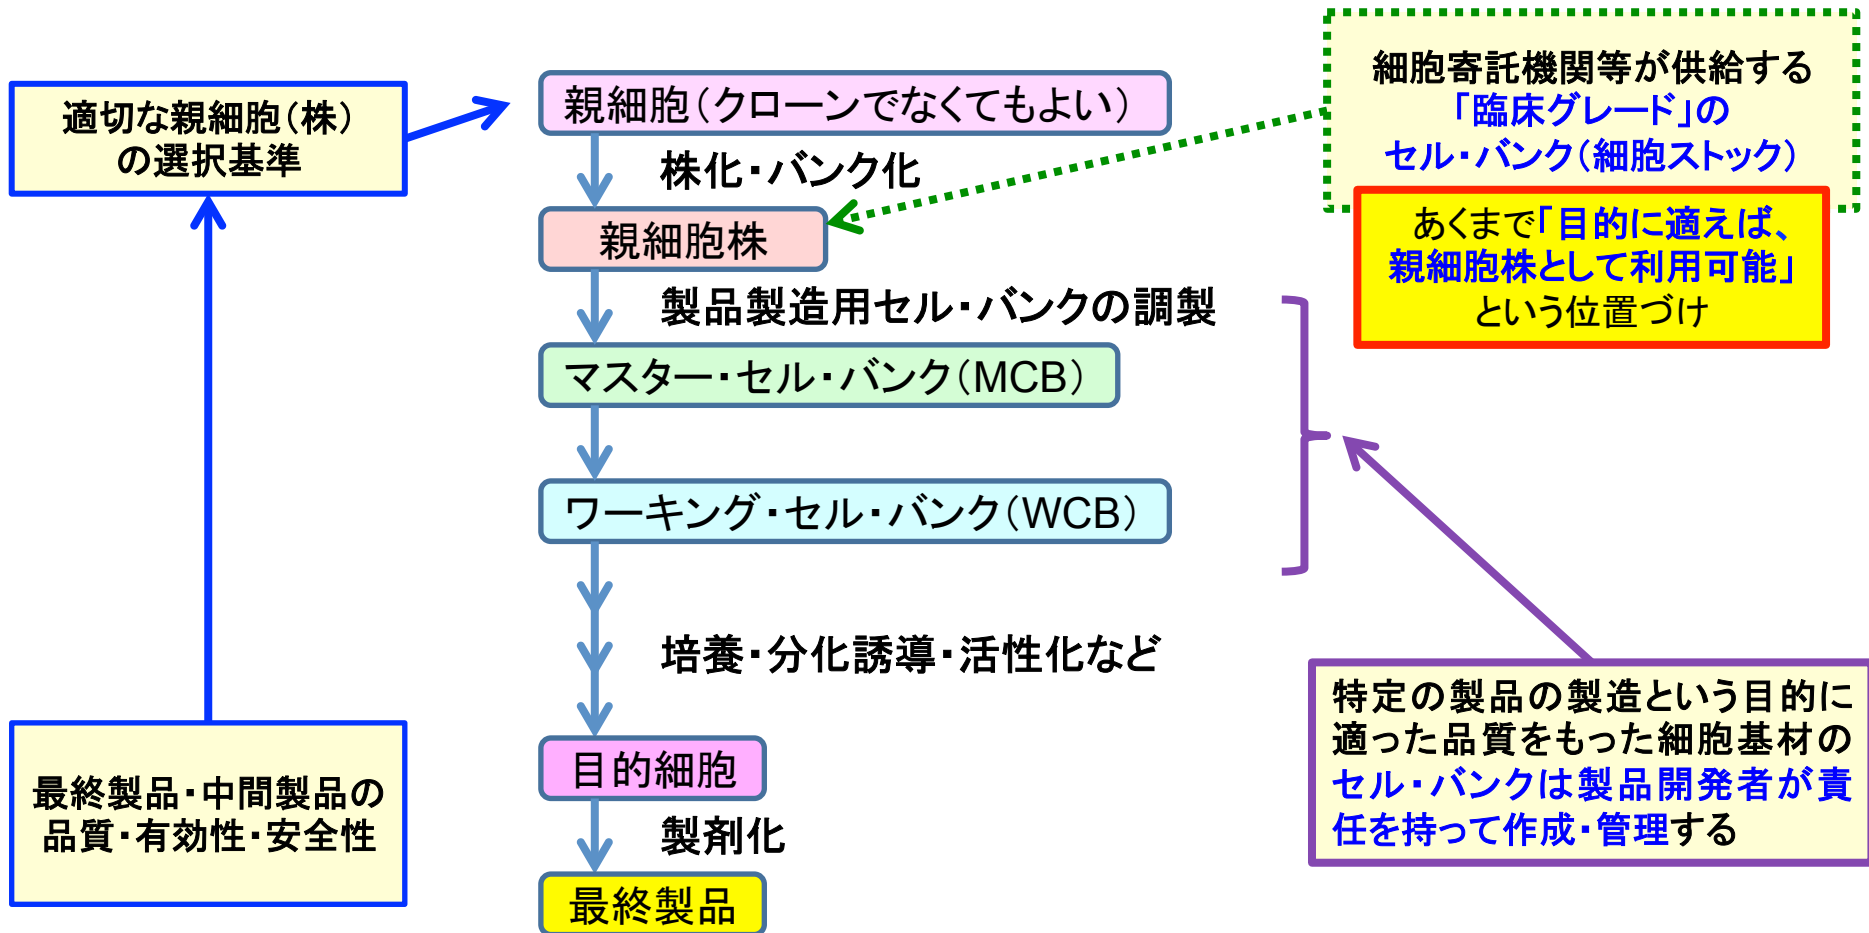 適切な親細胞(株)
の選択基準
最終製品・中間製品の
品質・有効性・安全性
親細胞(クローンでなくてもよい)
株化・バンク化
親細胞株
製品製造用セル・バンクの調製
マスター・セル・バンク(MCB)
ワーキング・セル・バンク(WCB)
培養・分化誘導・活性化など
目的細胞
製剤化
最終製品
細胞寄託機関等が供給する
「臨床グレード」の
セル・バンク(細胞ストック)
あくまで「目的に適えば、
親細胞株として利用可能」
という位置づけ
特定の製品の製造という目的に
適った品質をもった細胞基材の
セル・バンクは製品開発者が責
任を持って作成・管理する